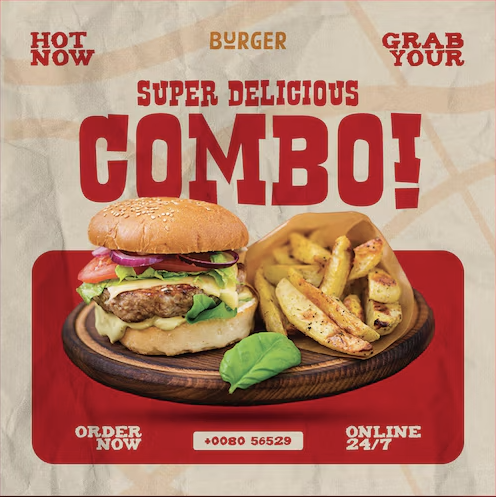 HOT
NOW
BURGER
GRAB
YOUR
SUPER DELICIOUS
COMBO!
ORDER
NOW
+0080 56529
ONLINE
24/7